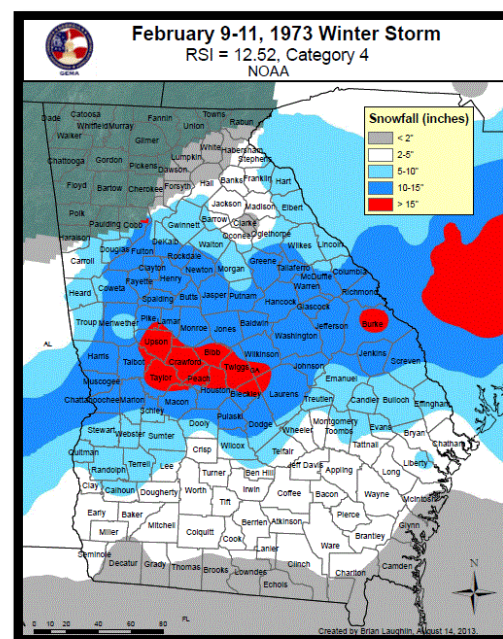 February 9-11, 1973 Winter Storm
RSI = 12.52, Category 4
NOAA
GEMA
Snowfall (inches)
< 2"
2-5"
5-10"
10-15"
> 15"
Dade Catoosa Whitfield Murray Fannin Towns Union Rabun
Walker Gilmer White Habersham Stephens
Chattooga Gordon Pickens Lumpkin Dawson
Floyd Bartow Cherokee Forsyth Hall Banks Franklin Hart
Polk Paulding Cobb Jackson Madison Elbert
Haralson Gwinnett Barrow Clarke
Oconee Oglethorpe
Carroll Douglas Fulton DeKalb Walton Wilkes Lincoln
Rockdale Morgan Greene Taliaferro Columbia
Clayton Newton McDuffie
Heard Coweta Fayette Henry Warren Richmond
Spalding Butts Jasper Putnam Hancock Glascock
Troup Meriwether Pike Lamar Monroe Jones Baldwin Jefferson Burke
AL
Upson Bibb Wilkinson Washington
Harris Talbot Crawford Twiggs GA Johnson Jenkins Screven
Taylor Peach
Muscogee Houston Bleckley Laurens Emanuel
Chattahoochee Marion Macon Treutlen Candler Bulloch Effingham
Schley Pulaski Dodge
Stewart Webster Sumter Dooly Wheeler Montgomery Toombs Evans Bryan
Wilcox Telfair Tattnall Chatham
Quitman Terrell Lee Crisp
Randolph Turner Ben Hill Jeff Davis Appling Long Liberty
Clay Calhoun Dougherty Worth Irwin Coffee Bacon Wayne McIntosh
Tift
Early Baker Mitchell Pierce
Miller Colquitt Berrien Atkinson Glynn
Cook Brantley
Seminole Lanier Ware
Decatur Grady Thomas Brooks Lowndes Clinch Camden
Echols Charlton
N
FL
0 10 20 40 60 80
Created by Brian Laughlin, August 14, 2013